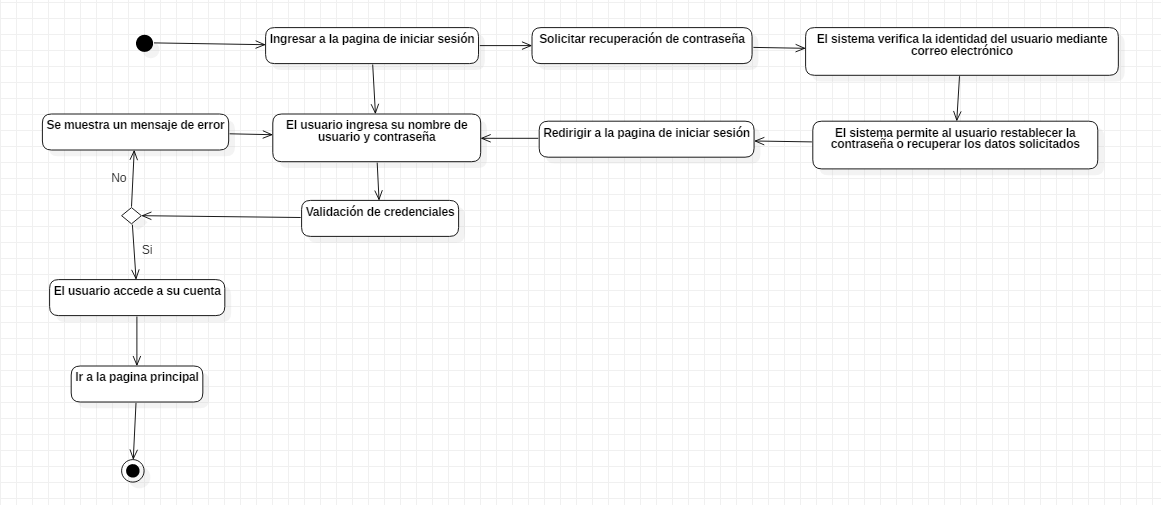 Ingresar a la pagina de iniciar sesión
Solicitar recuperación de contraseña
El sistema verifica la identidad del usuario mediante
correo electrónico
Se muestra un mensaje de error
El usuario ingresa su nombre de
usuario y contraseña
Redirigir a la pagina de iniciar sesión
El sistema permite al usuario restablecer la
contraseña o recuperar los datos solicitados
No
Validación de credenciales
Si
El usuario accede a su cuenta
Ir a la pagina principal